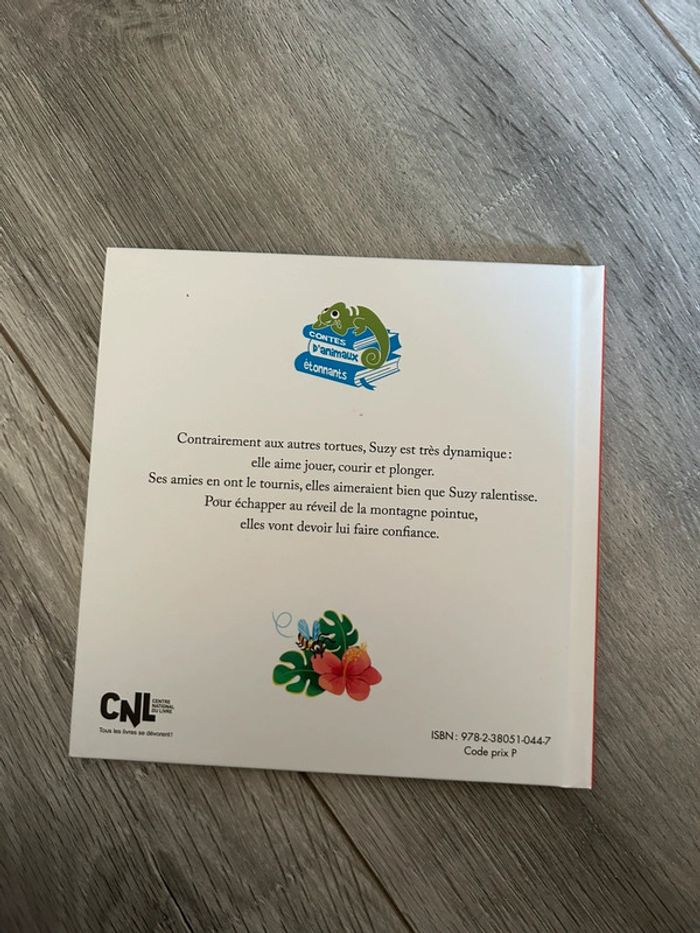 CONTES
D'animaux
étonnants
Contrairement aux autres tortues, Suzy est très dynamique :
elle aime jouer, courir et plonger.
Ses amies en ont le tournis, elles aimeraient bien que Suzy ralentisse.
Pour échapper au réveil de la montagne pointue,
elles vont devoir lui faire confiance.
CNL
CENTRE
NATIONAL
DU LIVRE
Tous les livres se dévorent !
ISBN : 978-2-38051-044-7
Code prix P